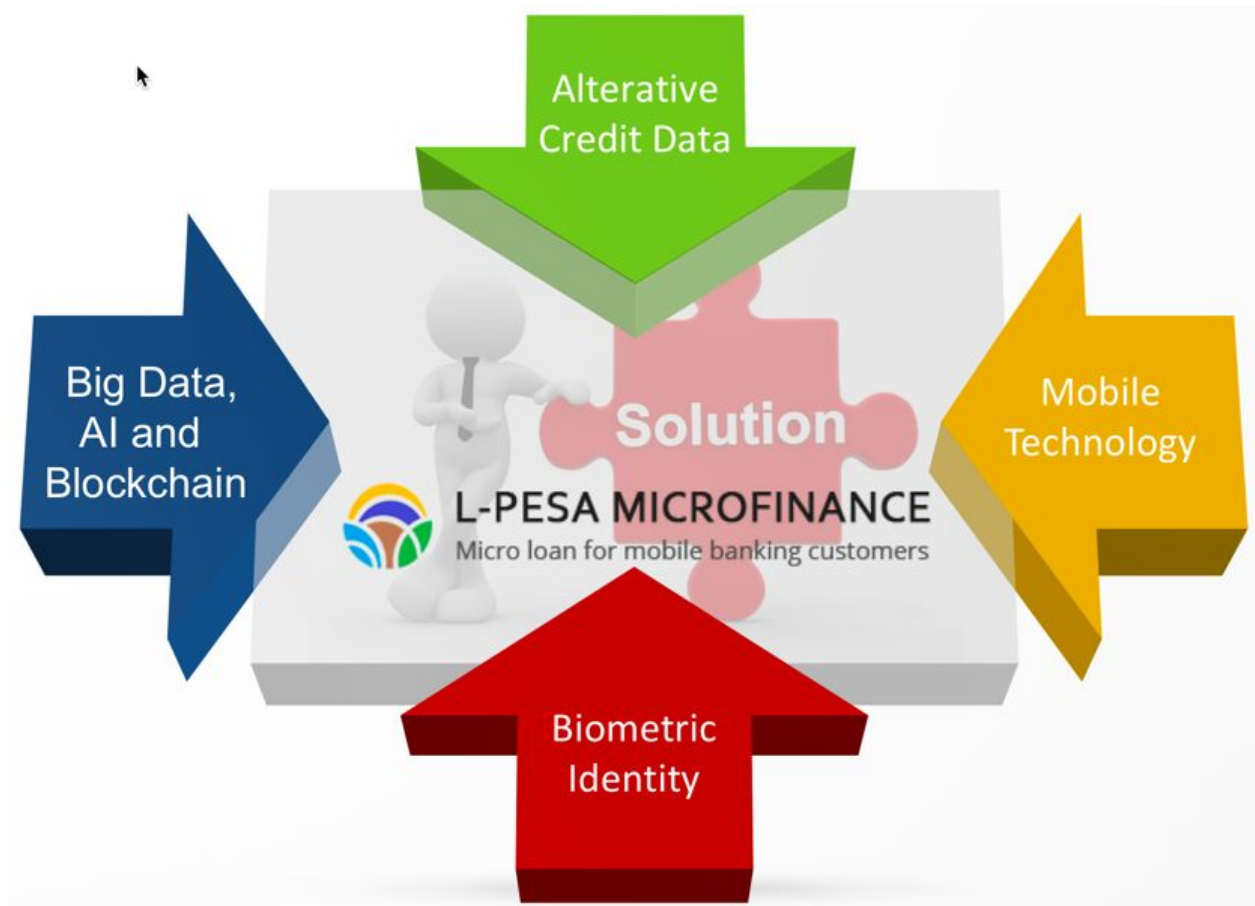 Alterative
Credit Data
Big Data,
AI and
Blockchain
Mobile
Technology
Solution
L-PESA MICROFINANCE
Micro loan for mobile banking customers
Biometric
Identity